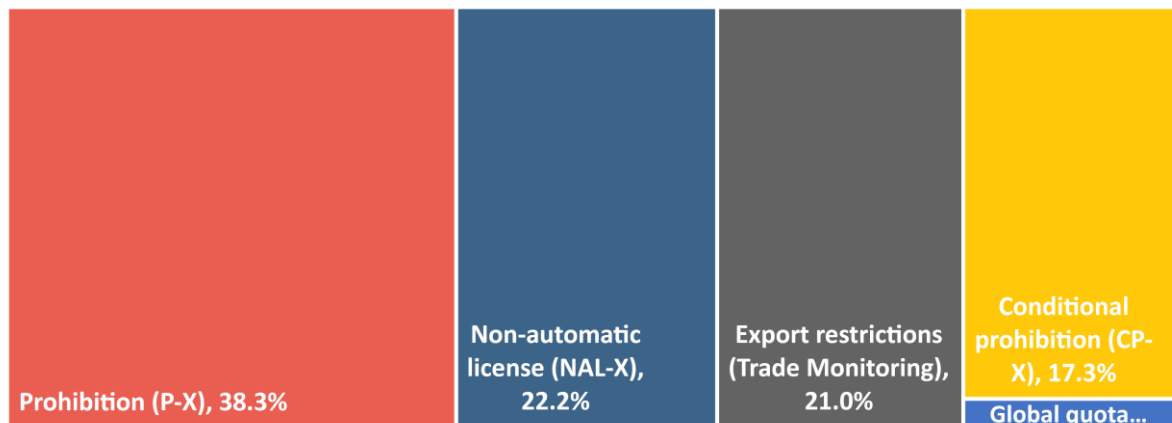 Prohibition (P-X), 38.3%
Non-automatic
license (NAL-X),
22.2%
Export restrictions
(Trade Monitoring),
21.0%
Conditional
prohibition (CP-
X), 17.3%
Global quota…